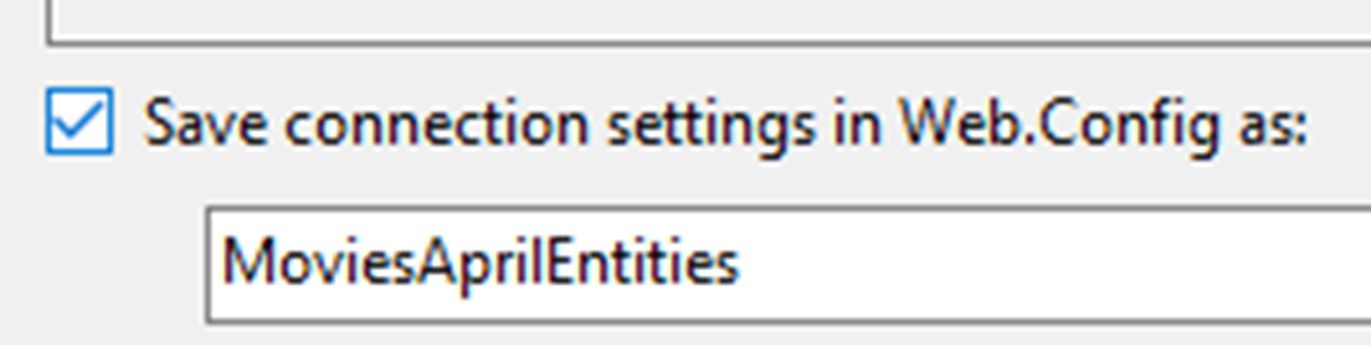 Save connection settings in Web.Config as:
MoviesAprilEntities